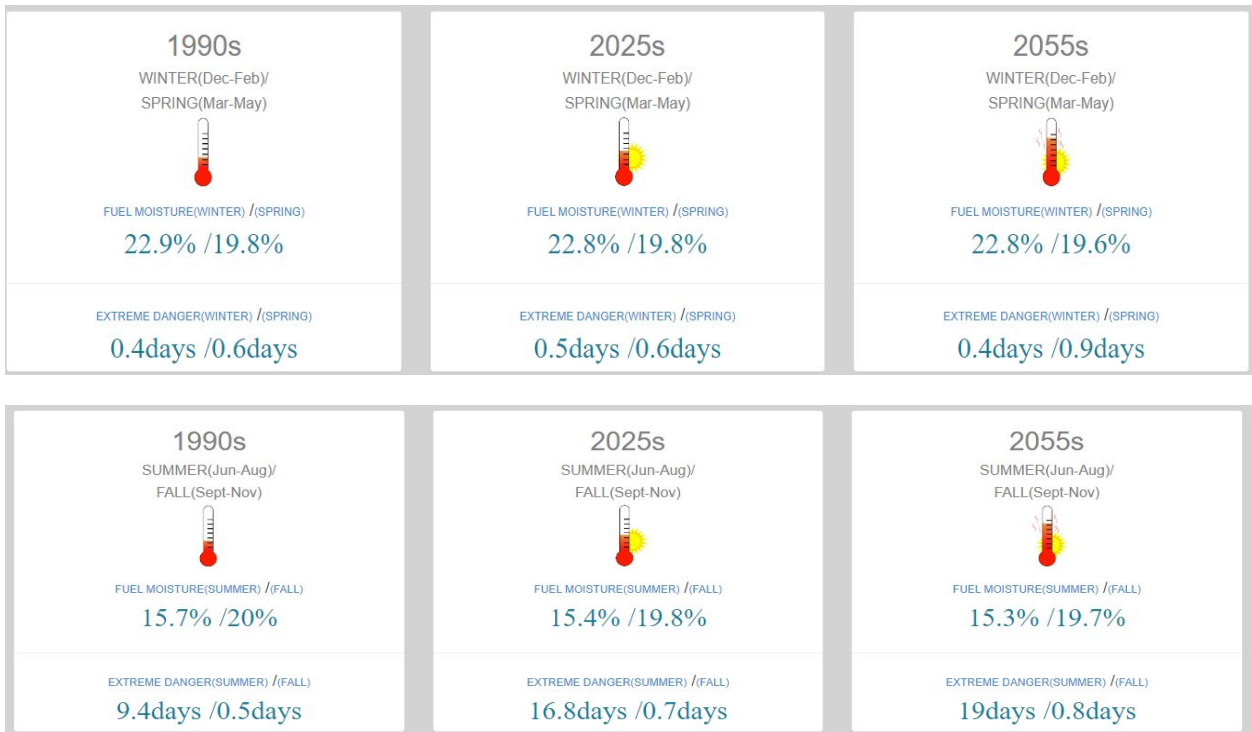 1990s
WINTER(Dec-Feb)/
SPRING(Mar-May)
FUEL MOISTURE(WINTER) /(SPRING)
22.9% /19.8%
EXTREME DANGER(WINTER) /(SPRING)
0.4days /0.6days
2025s
WINTER(Dec-Feb)/
SPRING(Mar-May)
FUEL MOISTURE(WINTER) /(SPRING)
22.8% /19.8%
EXTREME DANGER(WINTER) /(SPRING)
0.5days /0.6days
2055s
WINTER(Dec-Feb)/
SPRING(Mar-May)
FUEL MOISTURE(WINTER) /(SPRING)
22.8% /19.6%
EXTREME DANGER(WINTER) /(SPRING)
0.4days /0.9days
1990s
SUMMER(Jun-Aug)/
FALL(Sept-Nov)
FUEL MOISTURE(SUMMER) /(FALL)
15.7% /20%
EXTREME DANGER(SUMMER) /(FALL)
9.4days /0.5days
2025s
SUMMER(Jun-Aug)/
FALL(Sept-Nov)
FUEL MOISTURE(SUMMER) /(FALL)
15.4% /19.8%
EXTREME DANGER(SUMMER) /(FALL)
16.8days /0.7days
2055s
SUMMER(Jun-Aug)/
FALL(Sept-Nov)
FUEL MOISTURE(SUMMER) /(FALL)
15.3% /19.7%
EXTREME DANGER(SUMMER) /(FALL)
19days /0.8days